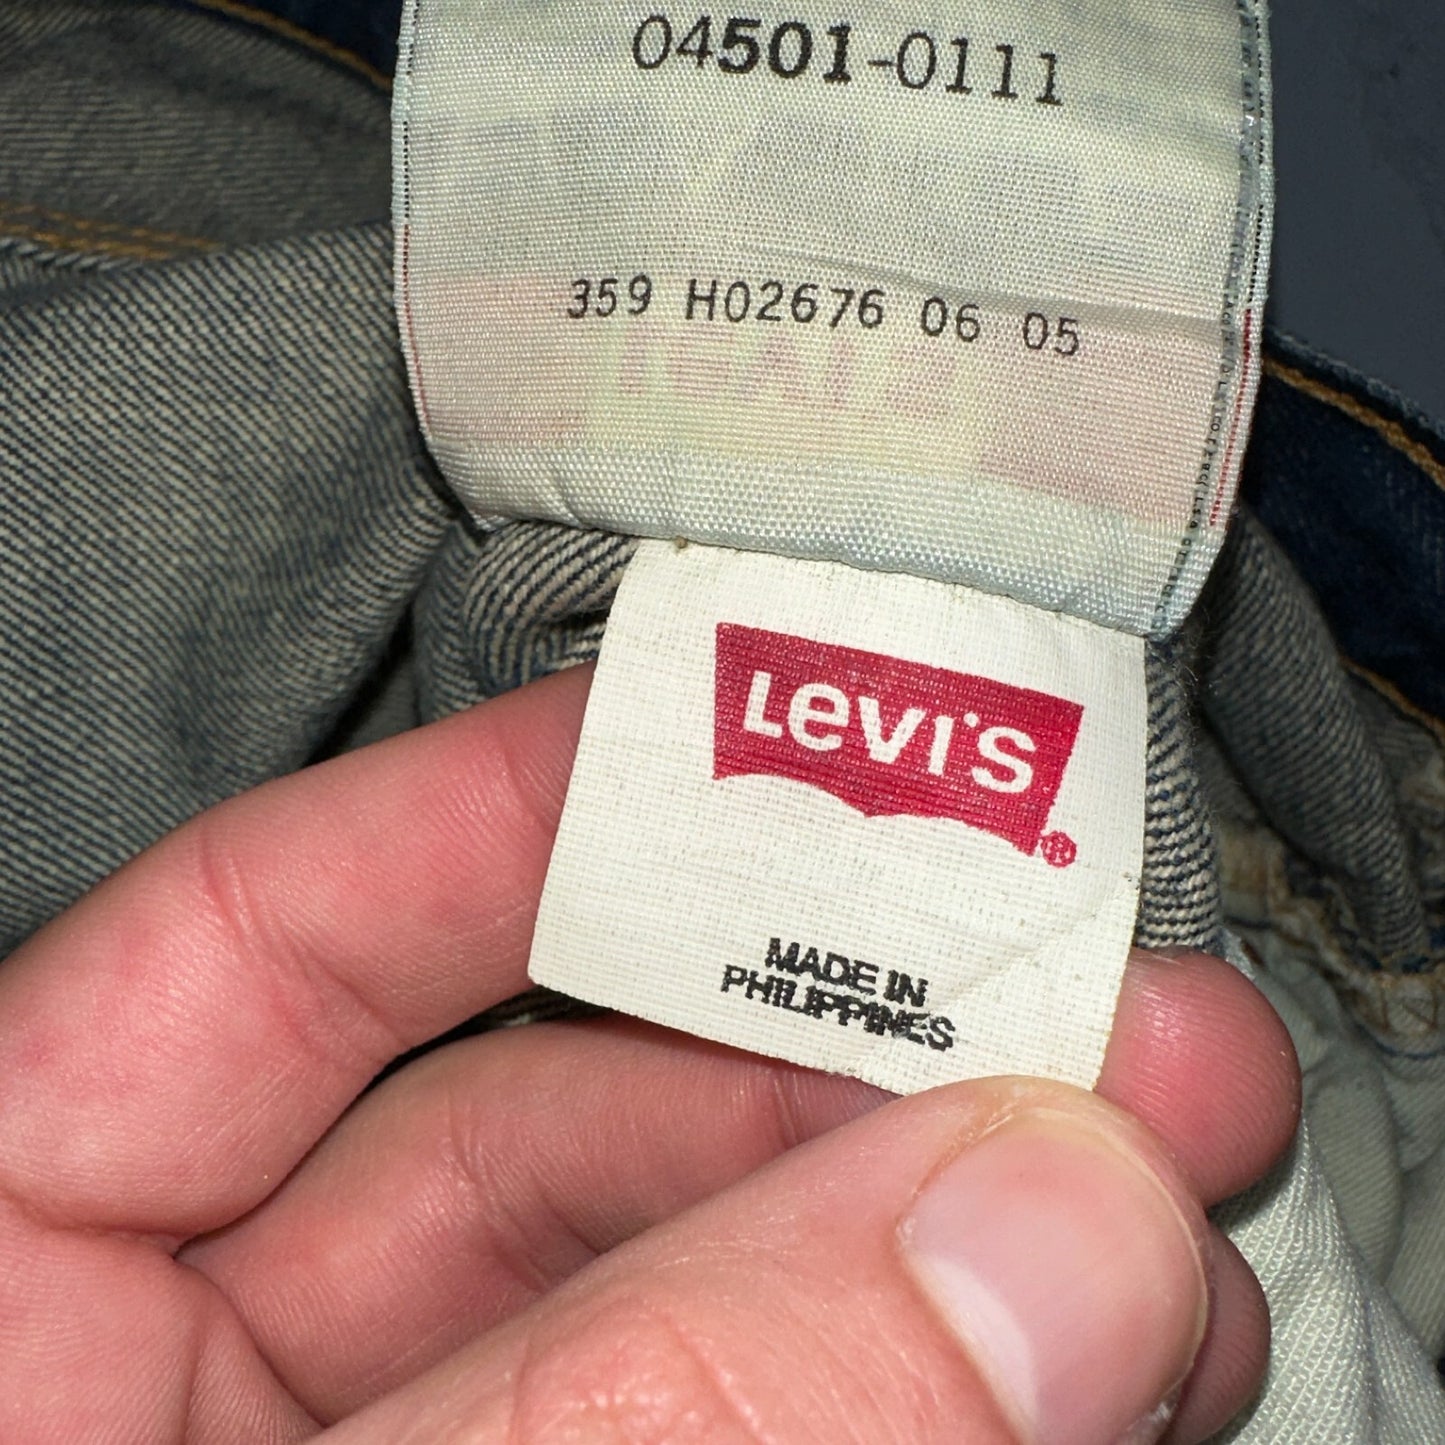 04501-0111
359 H02676 06 05
Levi's®
MADE IN
PHILIPPINES